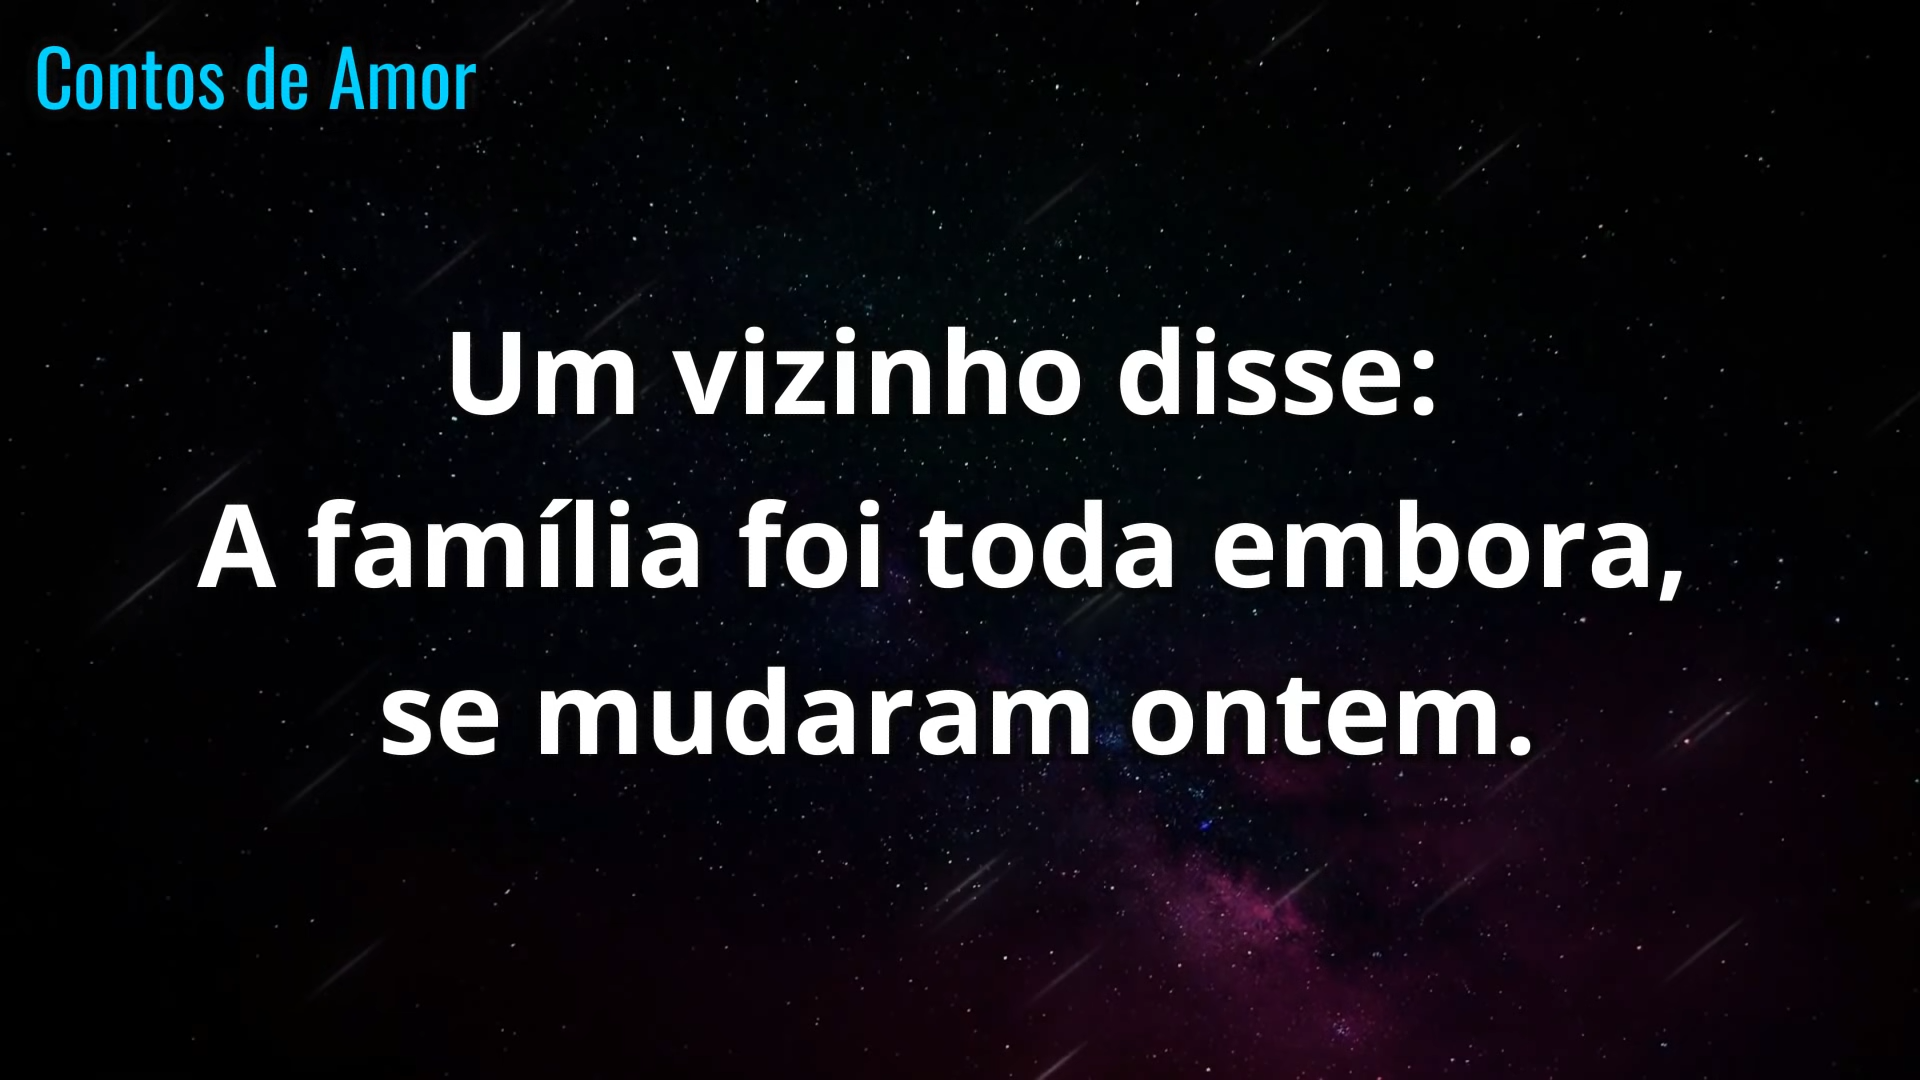 Contos de Amor
Um vizinho disse:
A família foi toda embora,
se mudaram ontem.